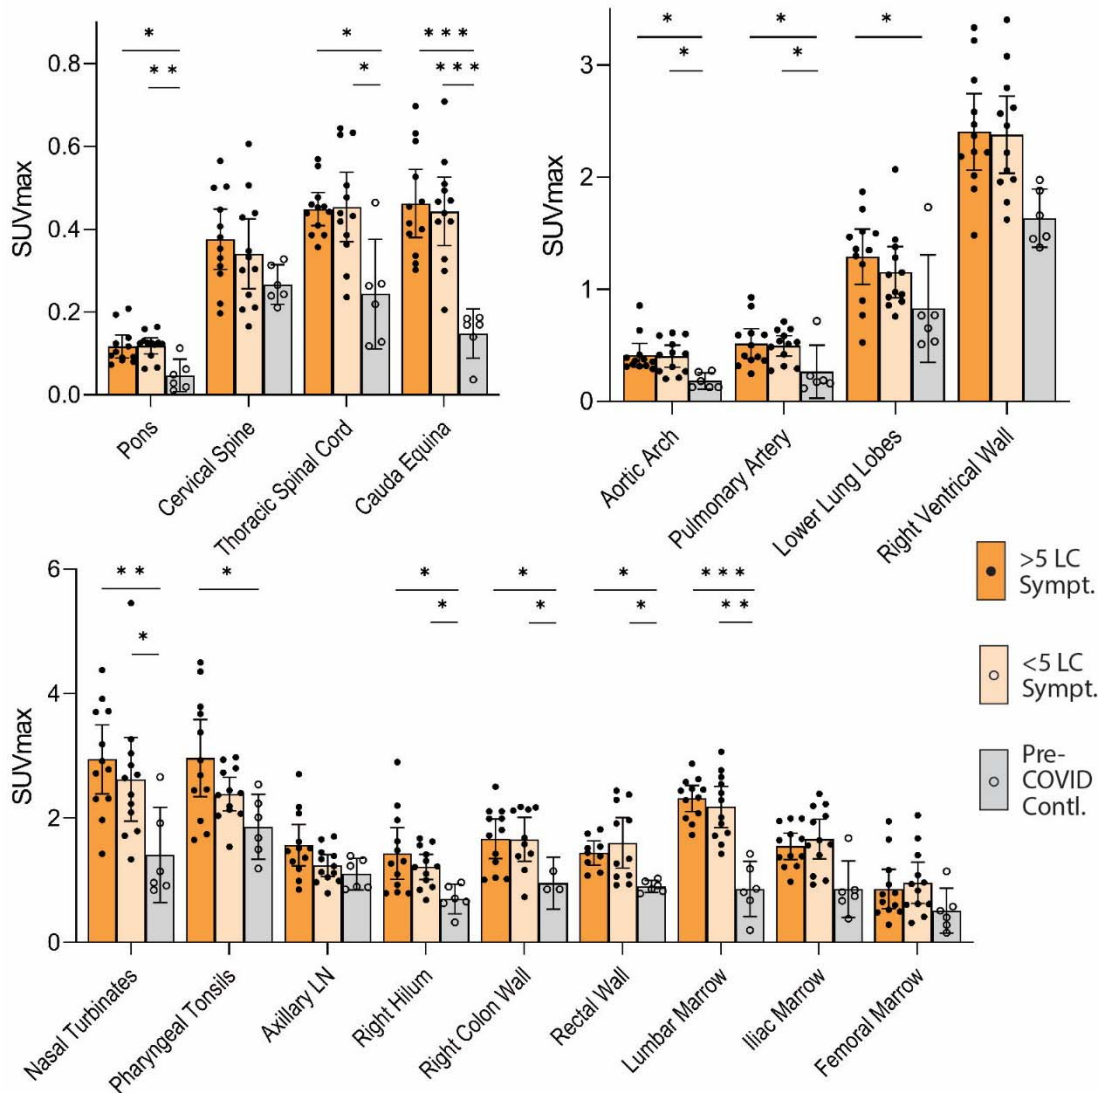 SUVmax
0.8
0.6
0.4
0.2
0.0
*
**
*
*
***
***
Pons
Cervical Spine
Thoracic Spinal Cord
Cauda Equina
SUVmax
3
2
1
0
*
*
*
*
*
Aortic Arch
Pulmonary Artery
Lower Lung Lobes
Right Ventrical Wall
SUVmax
6
4
2
0
**
*
*
*
*
*
*
*
*
***
**
Nasal Turbinates
Pharyngeal Tonsils
Axillary LN
Right Hilum
Right Colon Wall
Rectal Wall
Lumbar Marrow
Iliac Marrow
Femoral Marrow
>5 LC
Sympt.
<5 LC
Sympt.
Pre-
COVID
Contl.